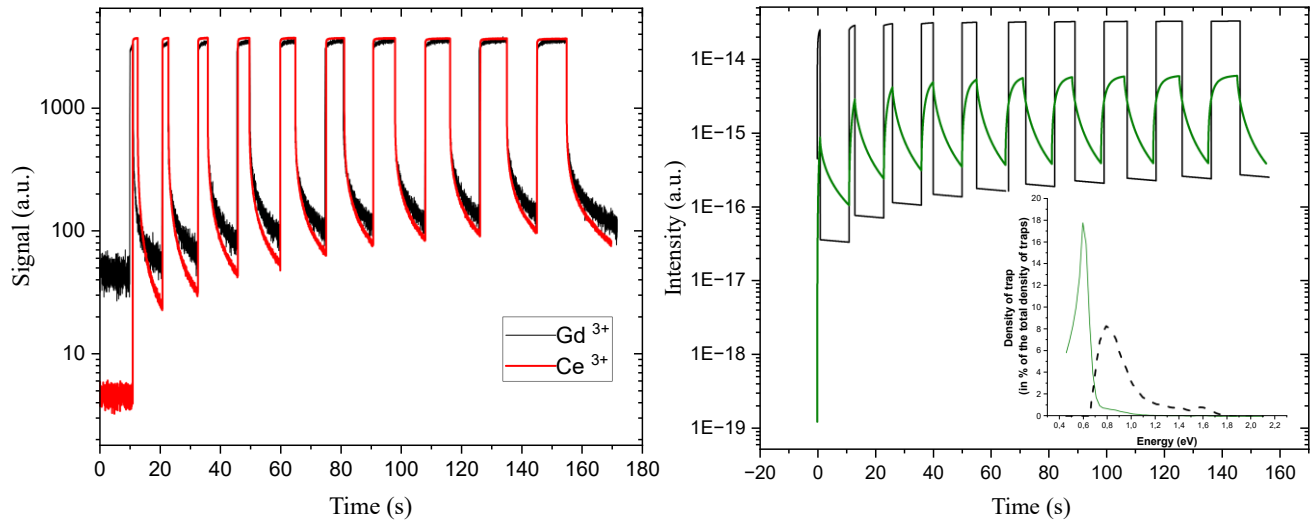 1000
100
10
0
20
40
60
80
100
120
140
160
180
Signal (a.u.)
Time (s)
Gd 3+
Ce 3+
1E−14
1E−15
1E−16
1E−17
1E−18
1E−19
−20
0
20
40
60
80
100
120
140
160
Intensity (a.u.)
Time (s)
20
18
16
14
12
10
8
6
4
2
0
0,4
0,6
0,8
1,0
1,2
1,4
1,6
1,8
2,0
2,2
Density of trap
(in % of the total density of traps)
Energy (eV)